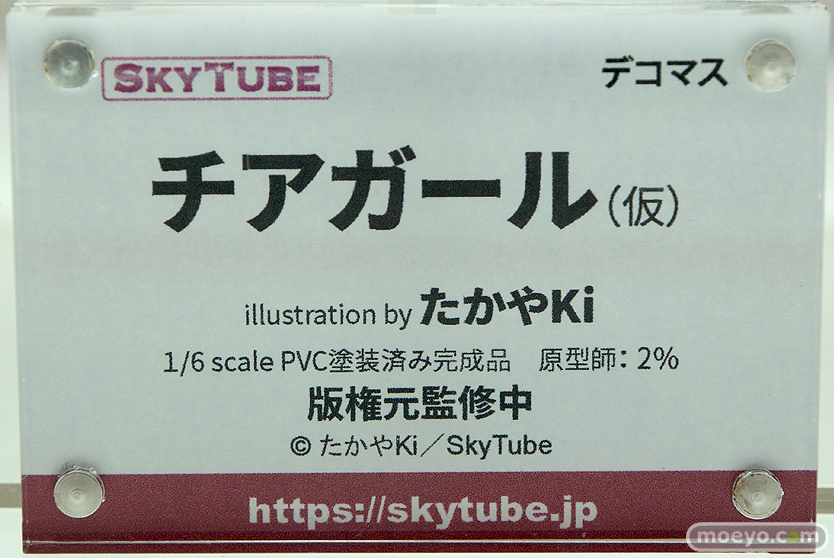 SKYTUBE
デコマス
チアガール(仮)
illustration by たかやKi
1/6 scale PVC塗装済み完成品　原型師：2%
版権元監修中
© たかやKi／SkyTube
https://skytube.jp
moeyo.com